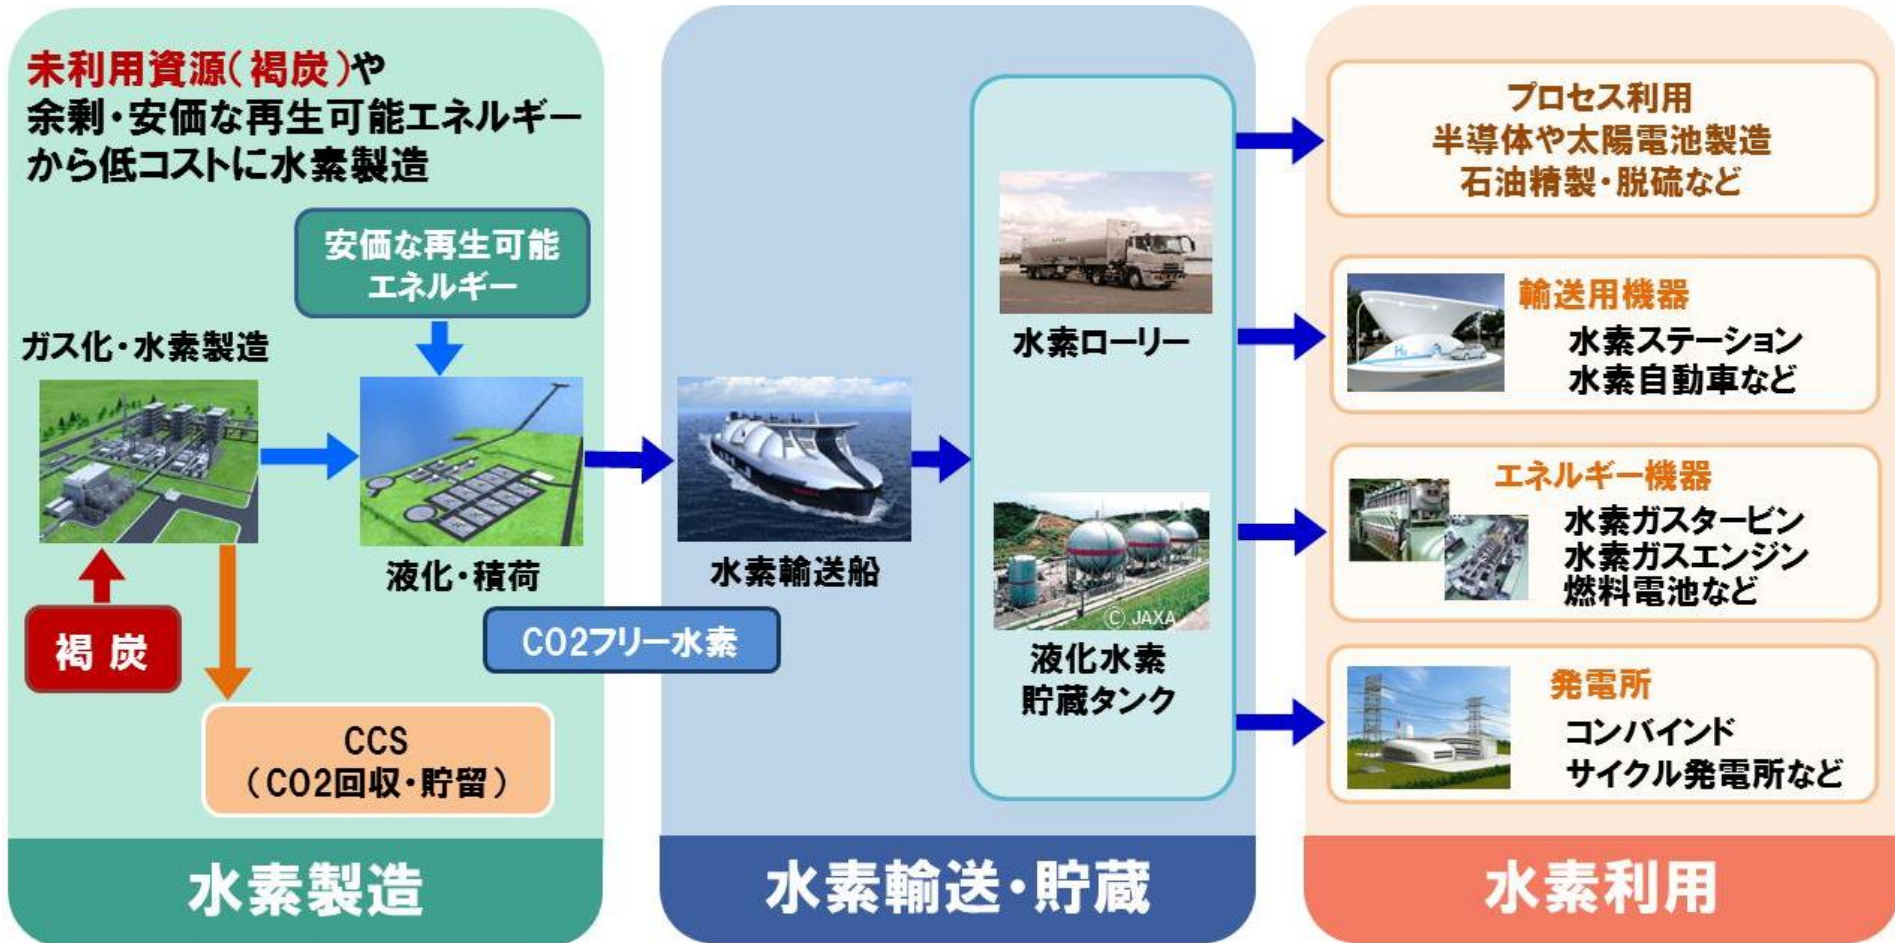 未利用資源(褐炭)や
余剰・安価な再生可能エネルギー
から低コストに水素製造
安価な再生可能
エネルギー
ガス化・水素製造
液化・積荷
褐炭
CCS
(CO2回収・貯留)
CO2フリー水素
水素製造
水素輸送船
水素ローリー
© JAXA
液化水素
貯蔵タンク
水素輸送・貯蔵
プロセス利用
半導体や太陽電池製造
石油精製・脱硫など
輸送用機器
水素ステーション
水素自動車など
エネルギー機器
水素ガスタービン
水素ガスエンジン
燃料電池など
発電所
コンバインド
サイクル発電所など
水素利用